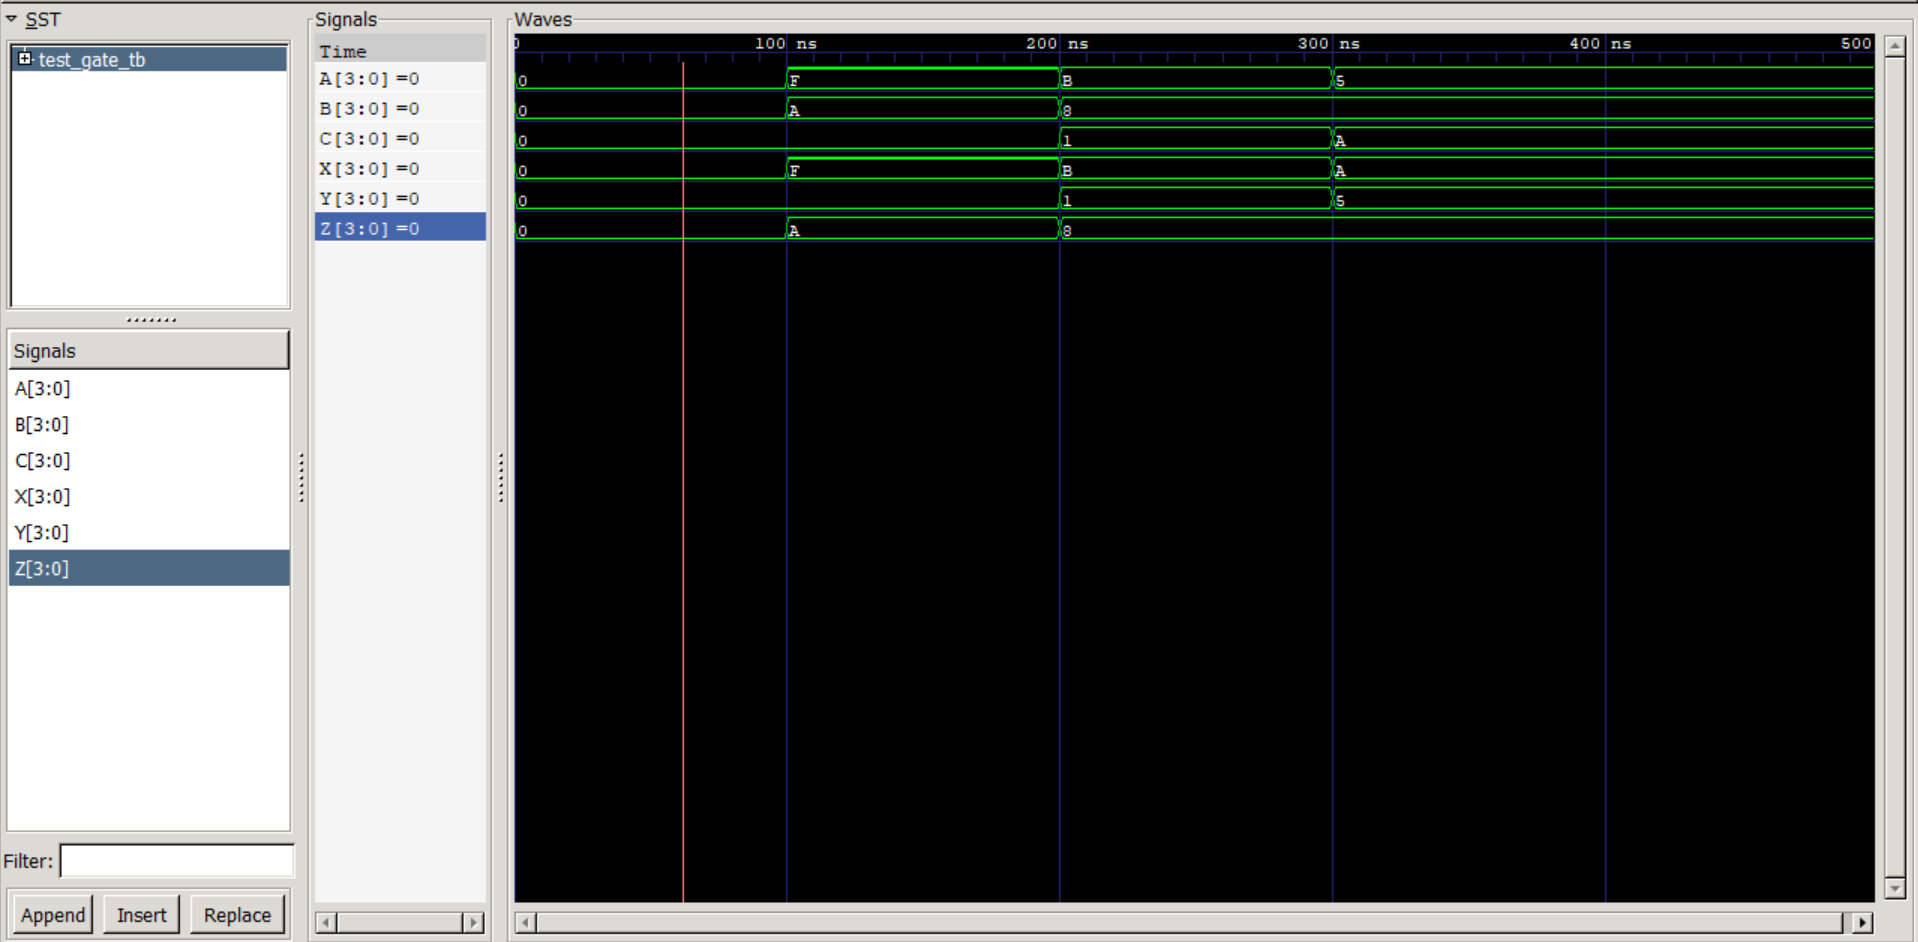 SST
test_gate_tb
Signals
A[3:0]
B[3:0]
C[3:0]
X[3:0]
Y[3:0]
Z[3:0]
Filter:
Append Insert Replace
Signals
Time
A[3:0] =0
B[3:0] =0
C[3:0] =0
X[3:0] =0
Y[3:0] =0
Z[3:0] =0
Waves
0 100 ns 200 ns 300 ns 400 ns 500
0 F B 5
0 A 8
0 1 A
0 F B A
0 1 5
0 A 8